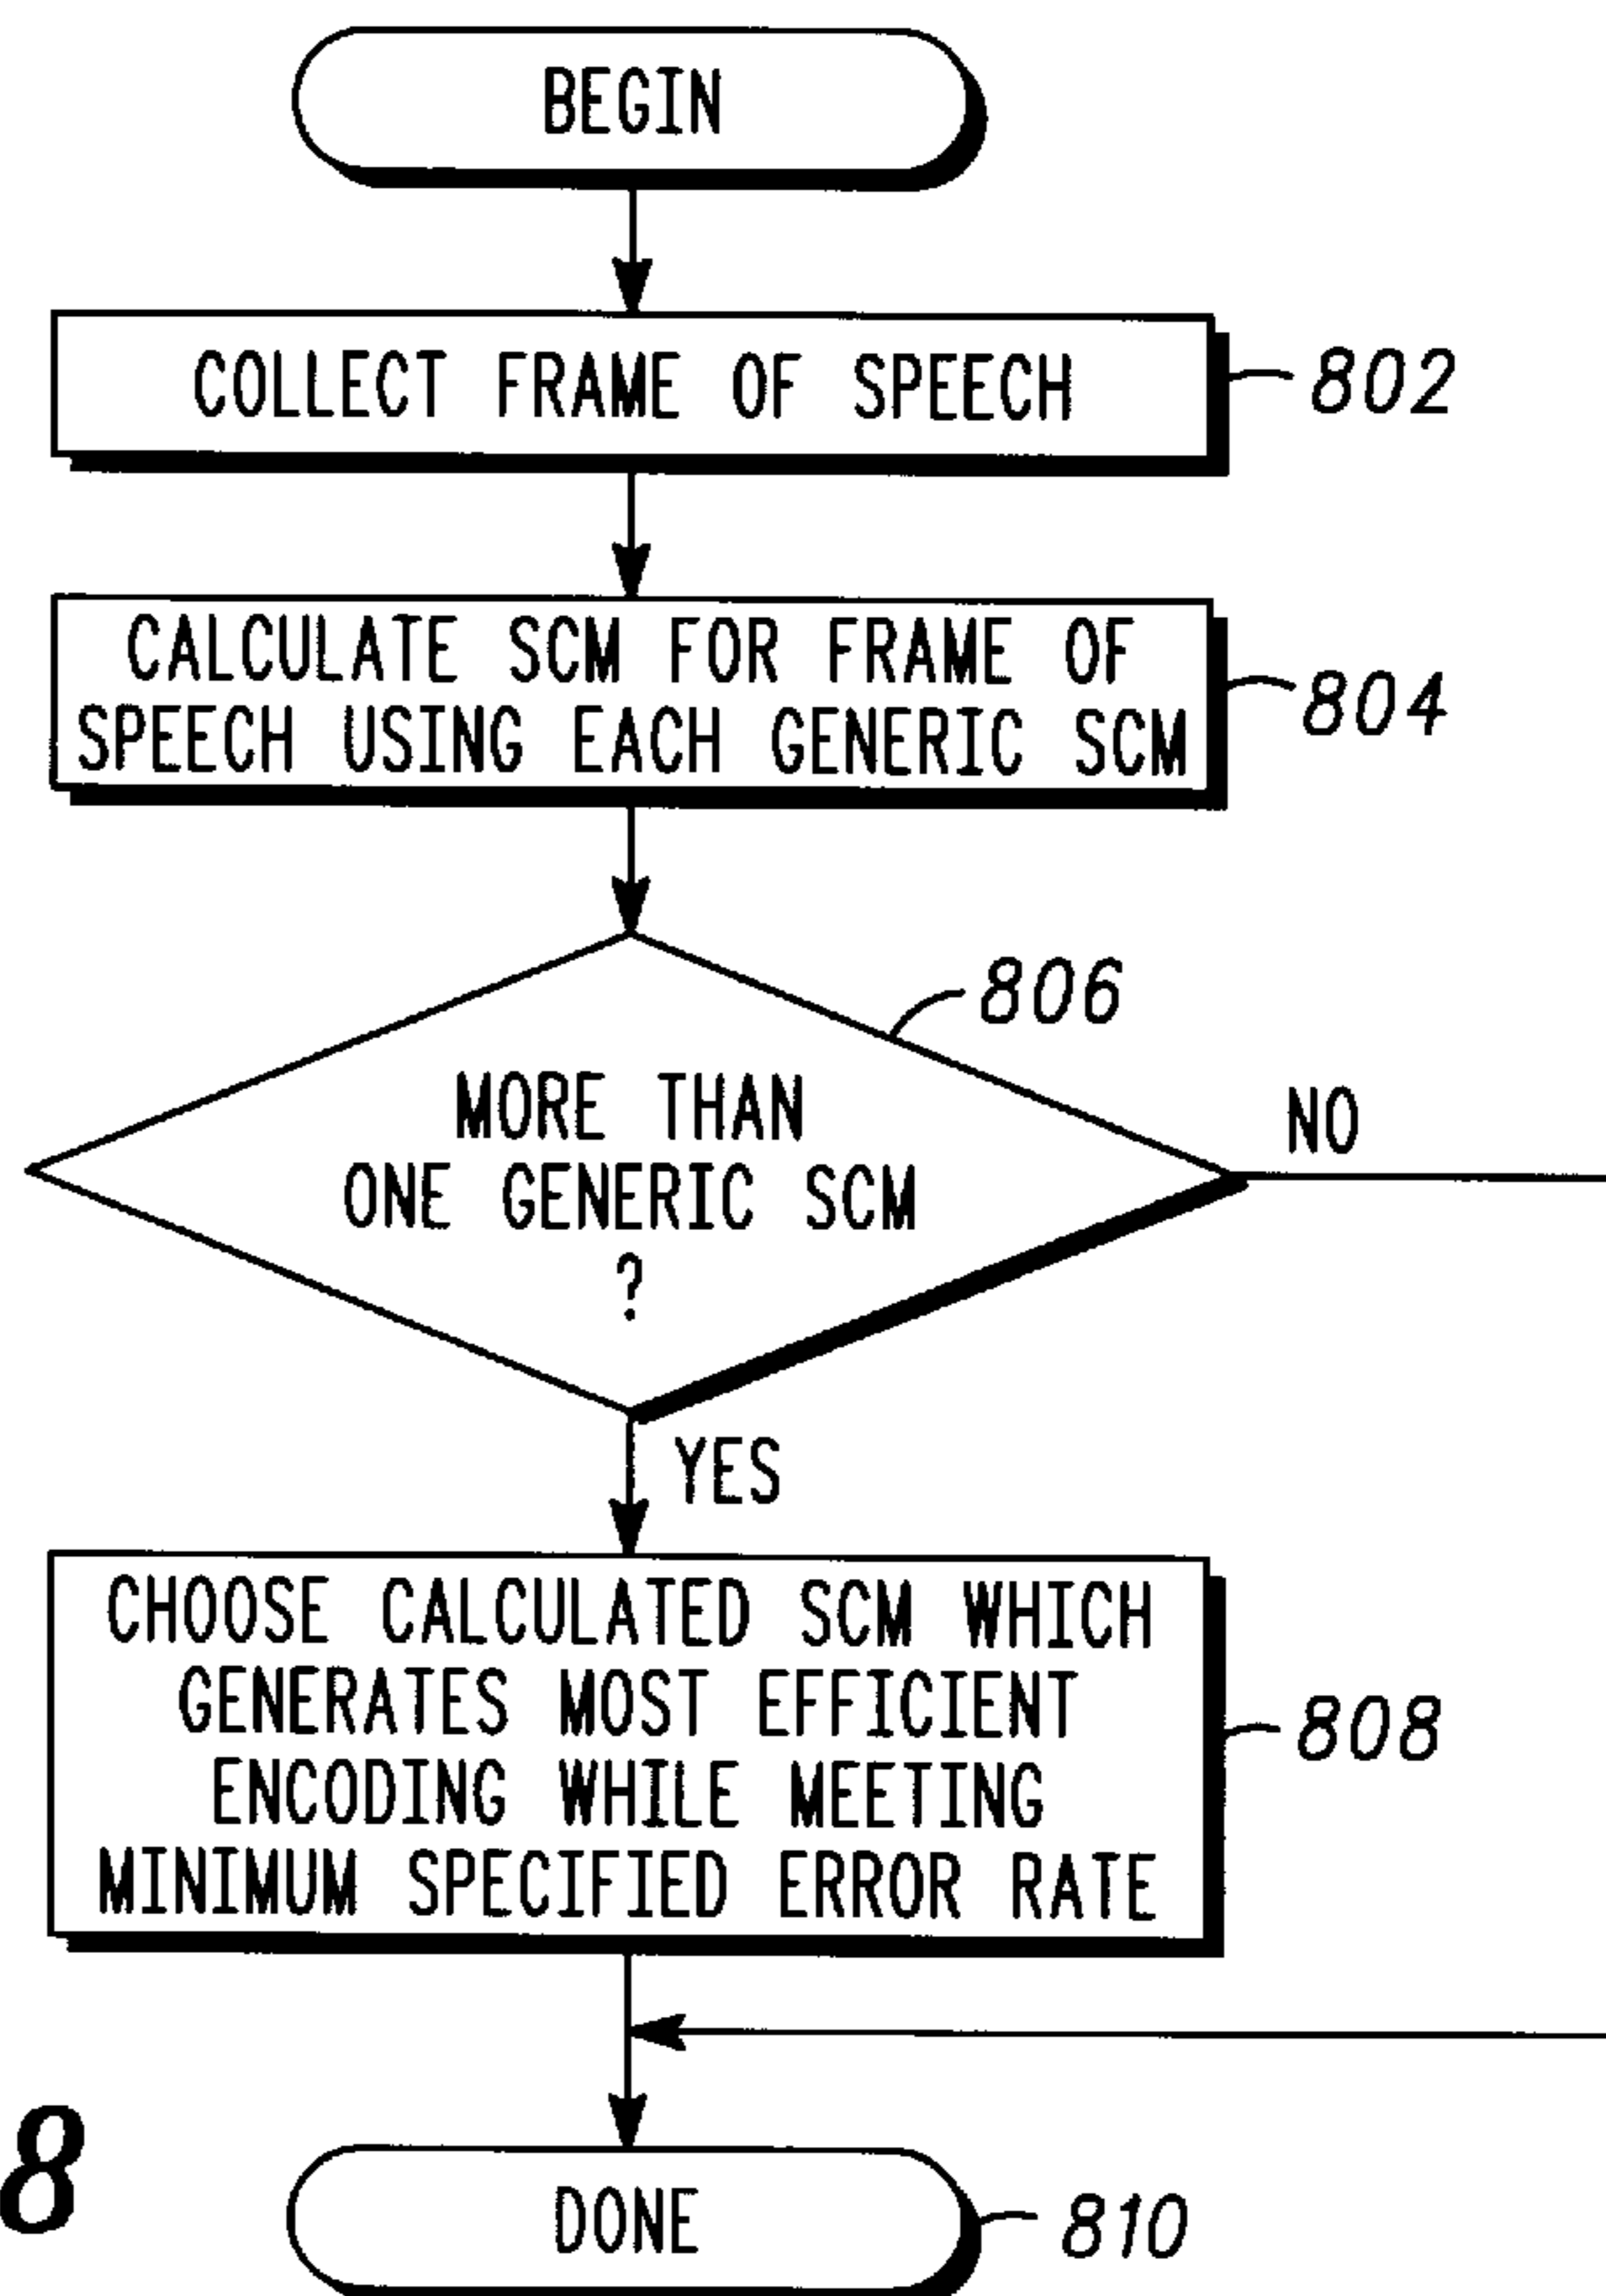 BEGIN
COLLECT FRAME OF SPEECH
802
CALCULATE SCM FOR FRAME OF
SPEECH USING EACH GENERIC SCM
804
806
MORE THAN
ONE GENERIC SCM
?
NO
YES
CHOOSE CALCULATED SCM WHICH
GENERATES MOST EFFICIENT
ENCODING WHILE MEETING
MINIMUM SPECIFIED ERROR RATE
808
8
DONE
810